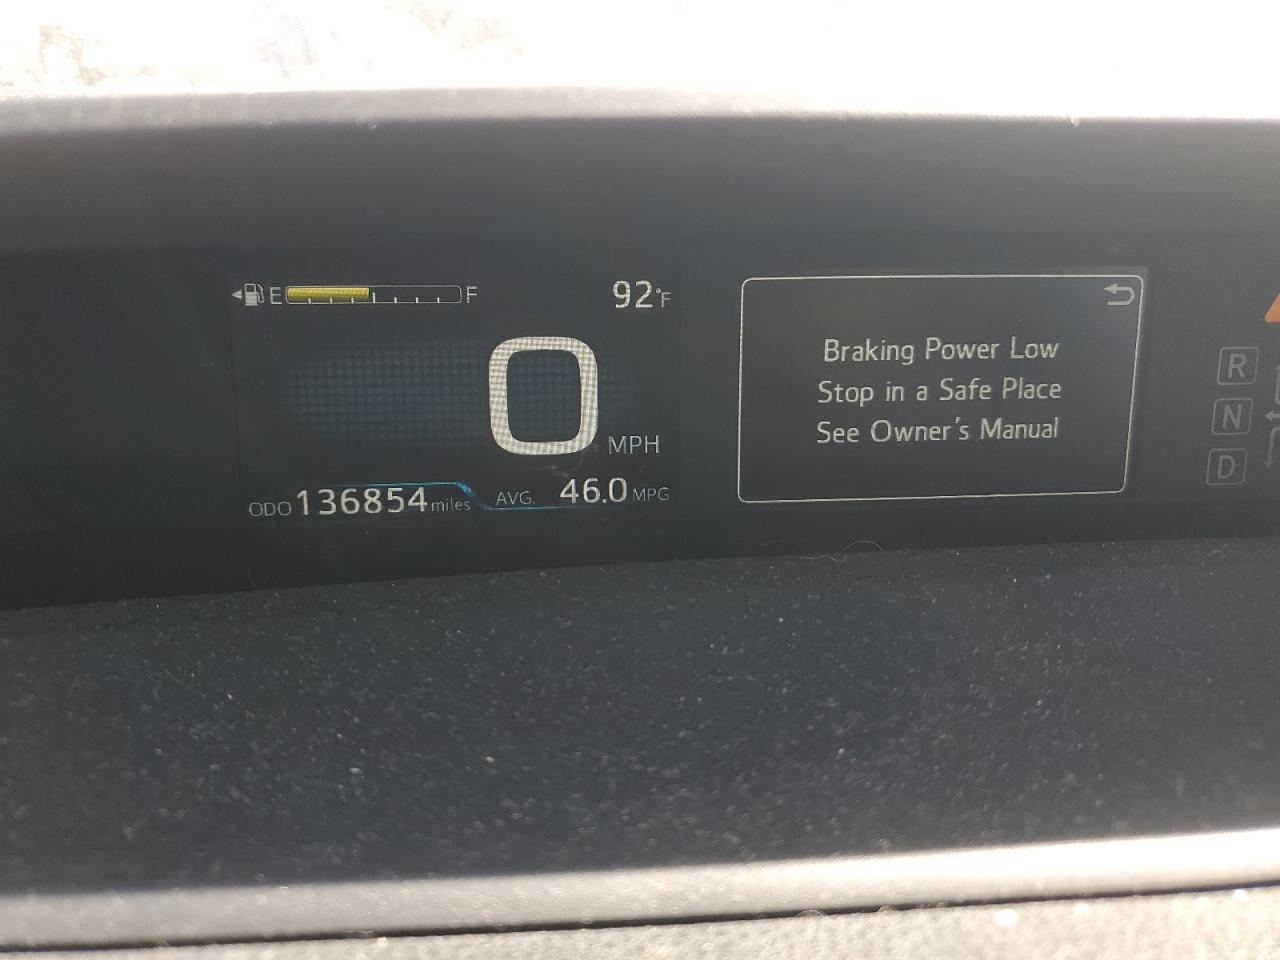 E F 92°F
0 MPH
ODO 136854 miles AVG. 46.0 MPG
Braking Power Low
Stop in a Safe Place
See Owner's Manual
R
N
D